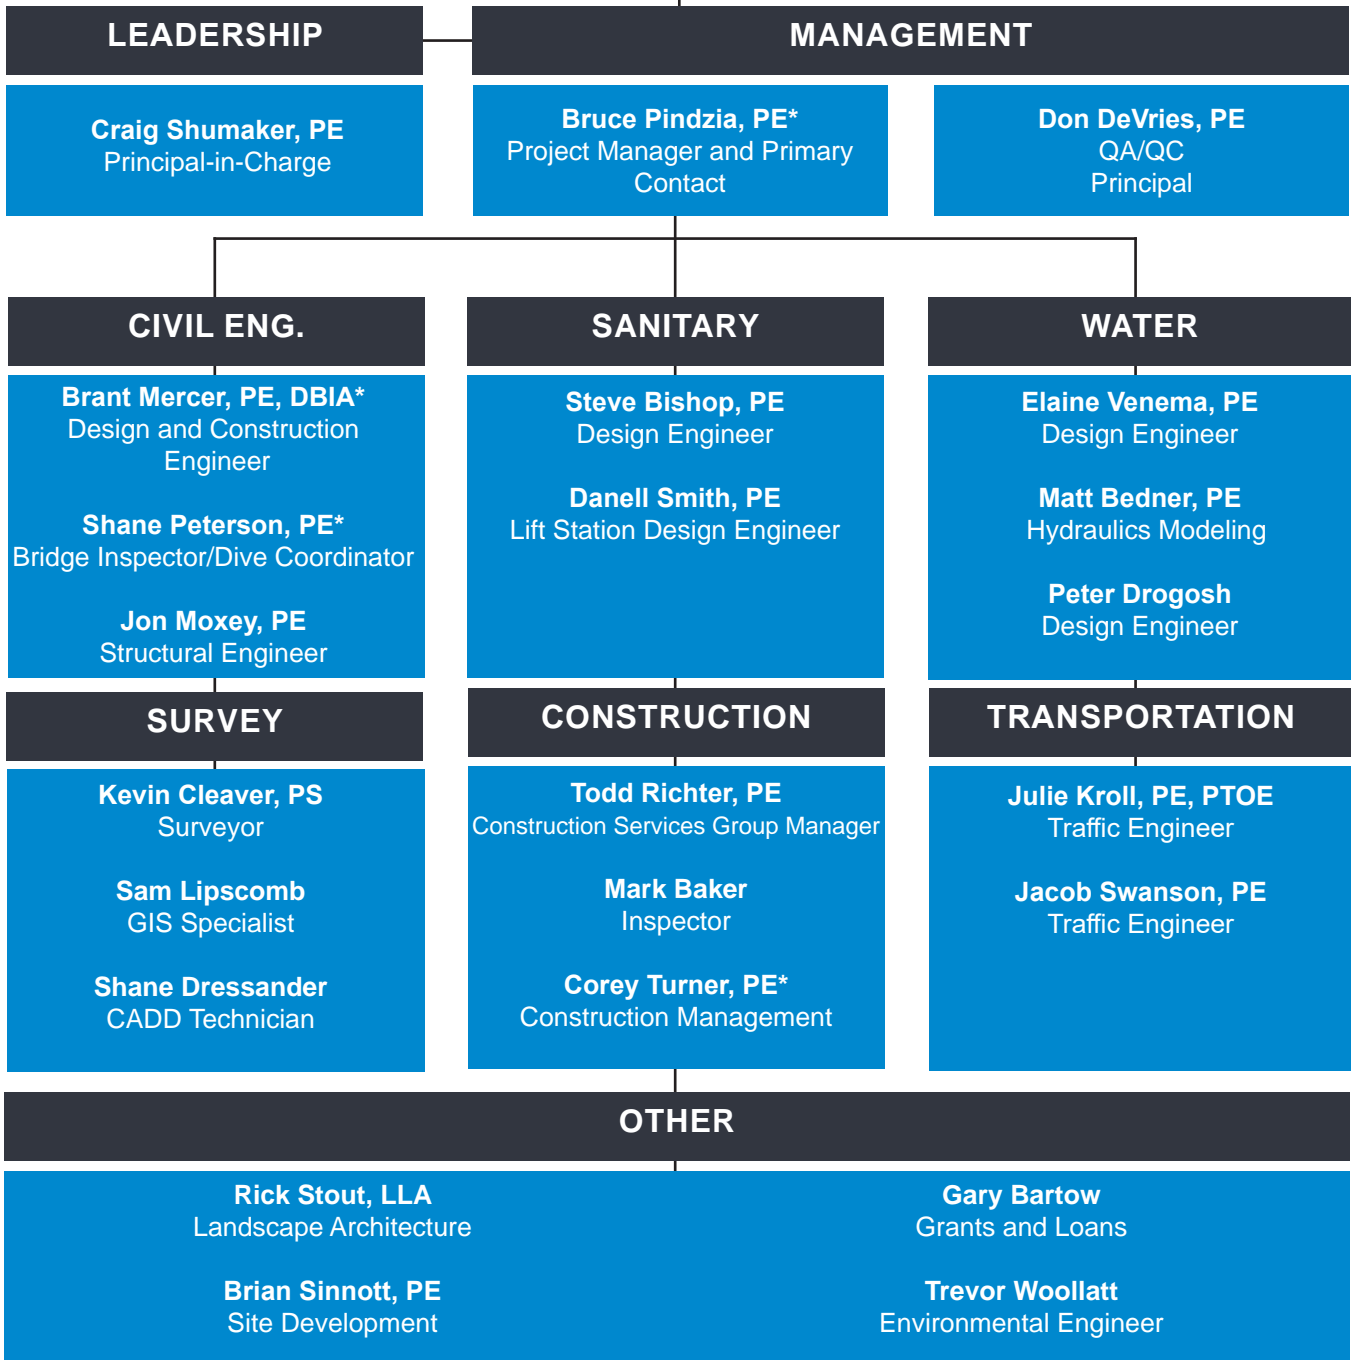 LEADERSHIP
MANAGEMENT
Craig Shumaker, PE
Principal-in-Charge
Bruce Pindzia, PE*
Project Manager and Primary
Contact
Don DeVries, PE
QA/QC
Principal
CIVIL ENG.
Brant Mercer, PE, DBIA*
Design and Construction
Engineer
Shane Peterson, PE*
Bridge Inspector/Dive Coordinator
Jon Moxey, PE
Structural Engineer
SANITARY
Steve Bishop, PE
Design Engineer
Danell Smith, PE
Lift Station Design Engineer
WATER
Elaine Venema, PE
Design Engineer
Matt Bedner, PE
Hydraulics Modeling
Peter Drogosh
Design Engineer
SURVEY
Kevin Cleaver, PS
Surveyor
Sam Lipscomb
GIS Specialist
Shane Dressander
CADD Technician
CONSTRUCTION
Todd Richter, PE
Construction Services Group Manager
Mark Baker
Inspector
Corey Turner, PE*
Construction Management
TRANSPORTATION
Julie Kroll, PE, PTOE
Traffic Engineer
Jacob Swanson, PE
Traffic Engineer
OTHER
Rick Stout, LLA
Landscape Architecture
Brian Sinnott, PE
Site Development
Gary Bartow
Grants and Loans
Trevor Woollatt
Environmental Engineer